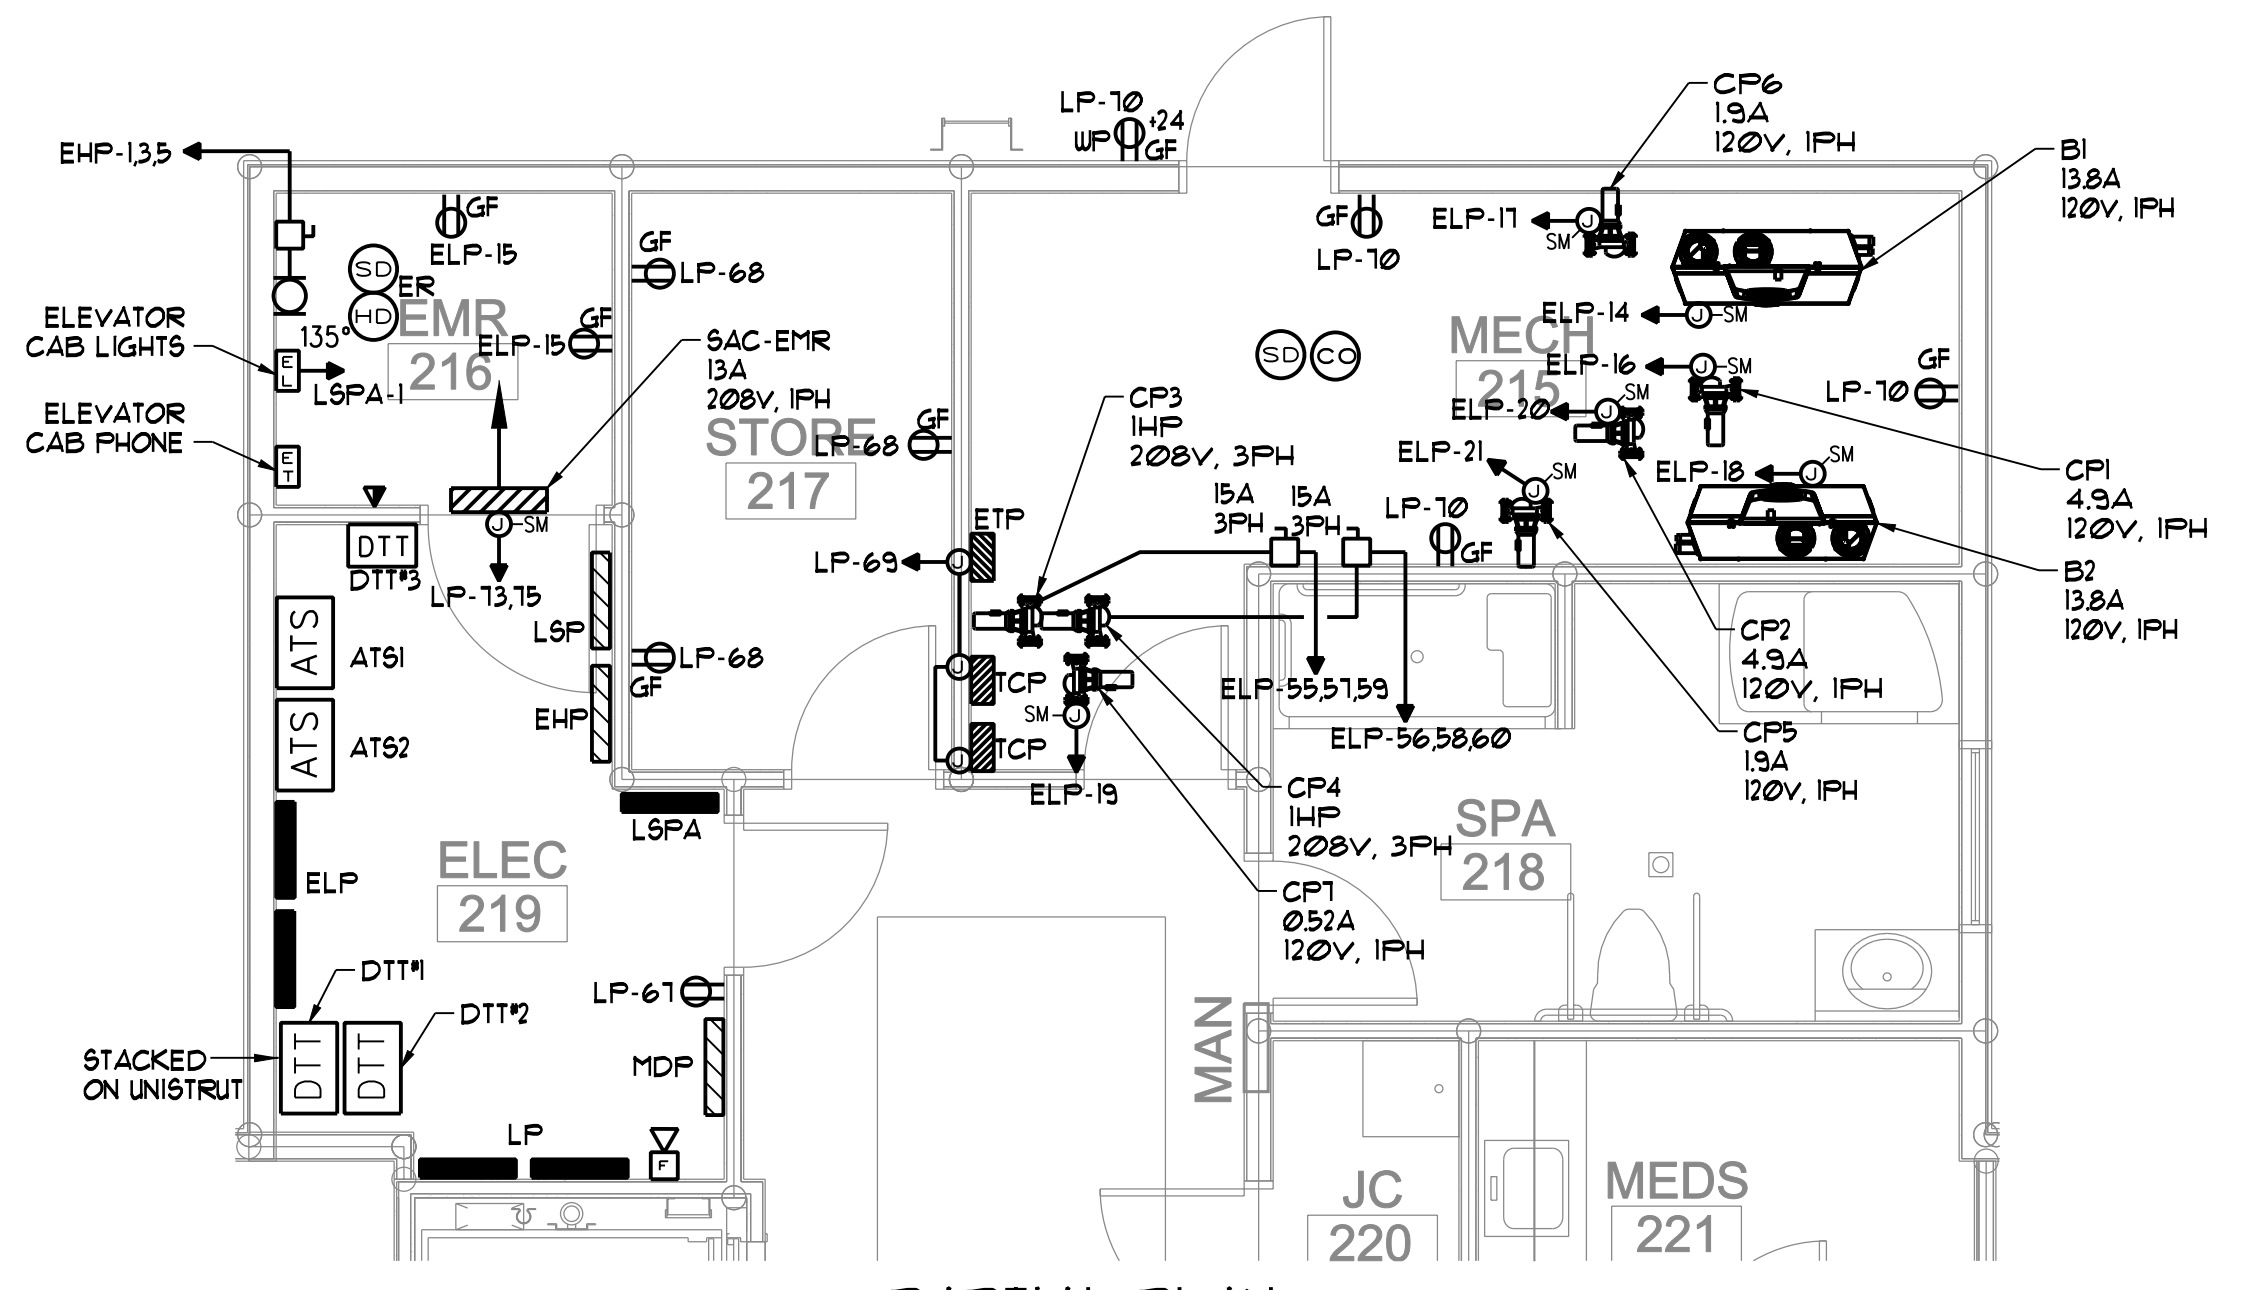 LP-70
+24
WP
GF
CP6
1.9A
120V, 1PH
EHP-1,3,5
B1
13.8A
120V, 1PH
GF
ELP-15
SD
ER
HD
EMR
216
135°
ELEVATOR
CAB LIGHTS
EL
LSPA-1
ELEVATOR
CAB PHONE
ET
GF
ELP-15
GF
LP-68
SAC-EMR
13A
208V, 1PH
STORE
217
GF
LP-68
GF
LP-70
ELP-17
J
SM
ELP-14
J
SM
MECH
215
SD
CO
ELP-16
J
SM
GF
LP-70
ELP-20
J
SM
CP3
1HP
208V, 3PH
ELP-21
J
SM
ELP-18
J
SM
CP1
4.9A
120V, 1PH
15A
3PH
15A
3PH
LP-70
GF
B2
13.8A
120V, 1PH
J
SM
LP-73,75
DTT
DTT#3
ETP
LP-69
J
LSP
ATS
ATS1
ATS
ATS2
EHP
LP-68
GF
J
TCP
J
TCP
SM
J
ELP-19
ELP-55,57,59
ELP-56,58,60
CP2
4.9A
120V, 1PH
CP5
1.9A
120V, 1PH
CP4
1HP
208V, 3PH
CP7
0.52A
120V, 1PH
SPA
218
LSPA
ELEC
219
ELP
DTT#1
DTT#2
LP-67
STACKED
ON UNISTRUT
DTT
DTT
MDP
MAN
LP
F
JC
220
MEDS
221